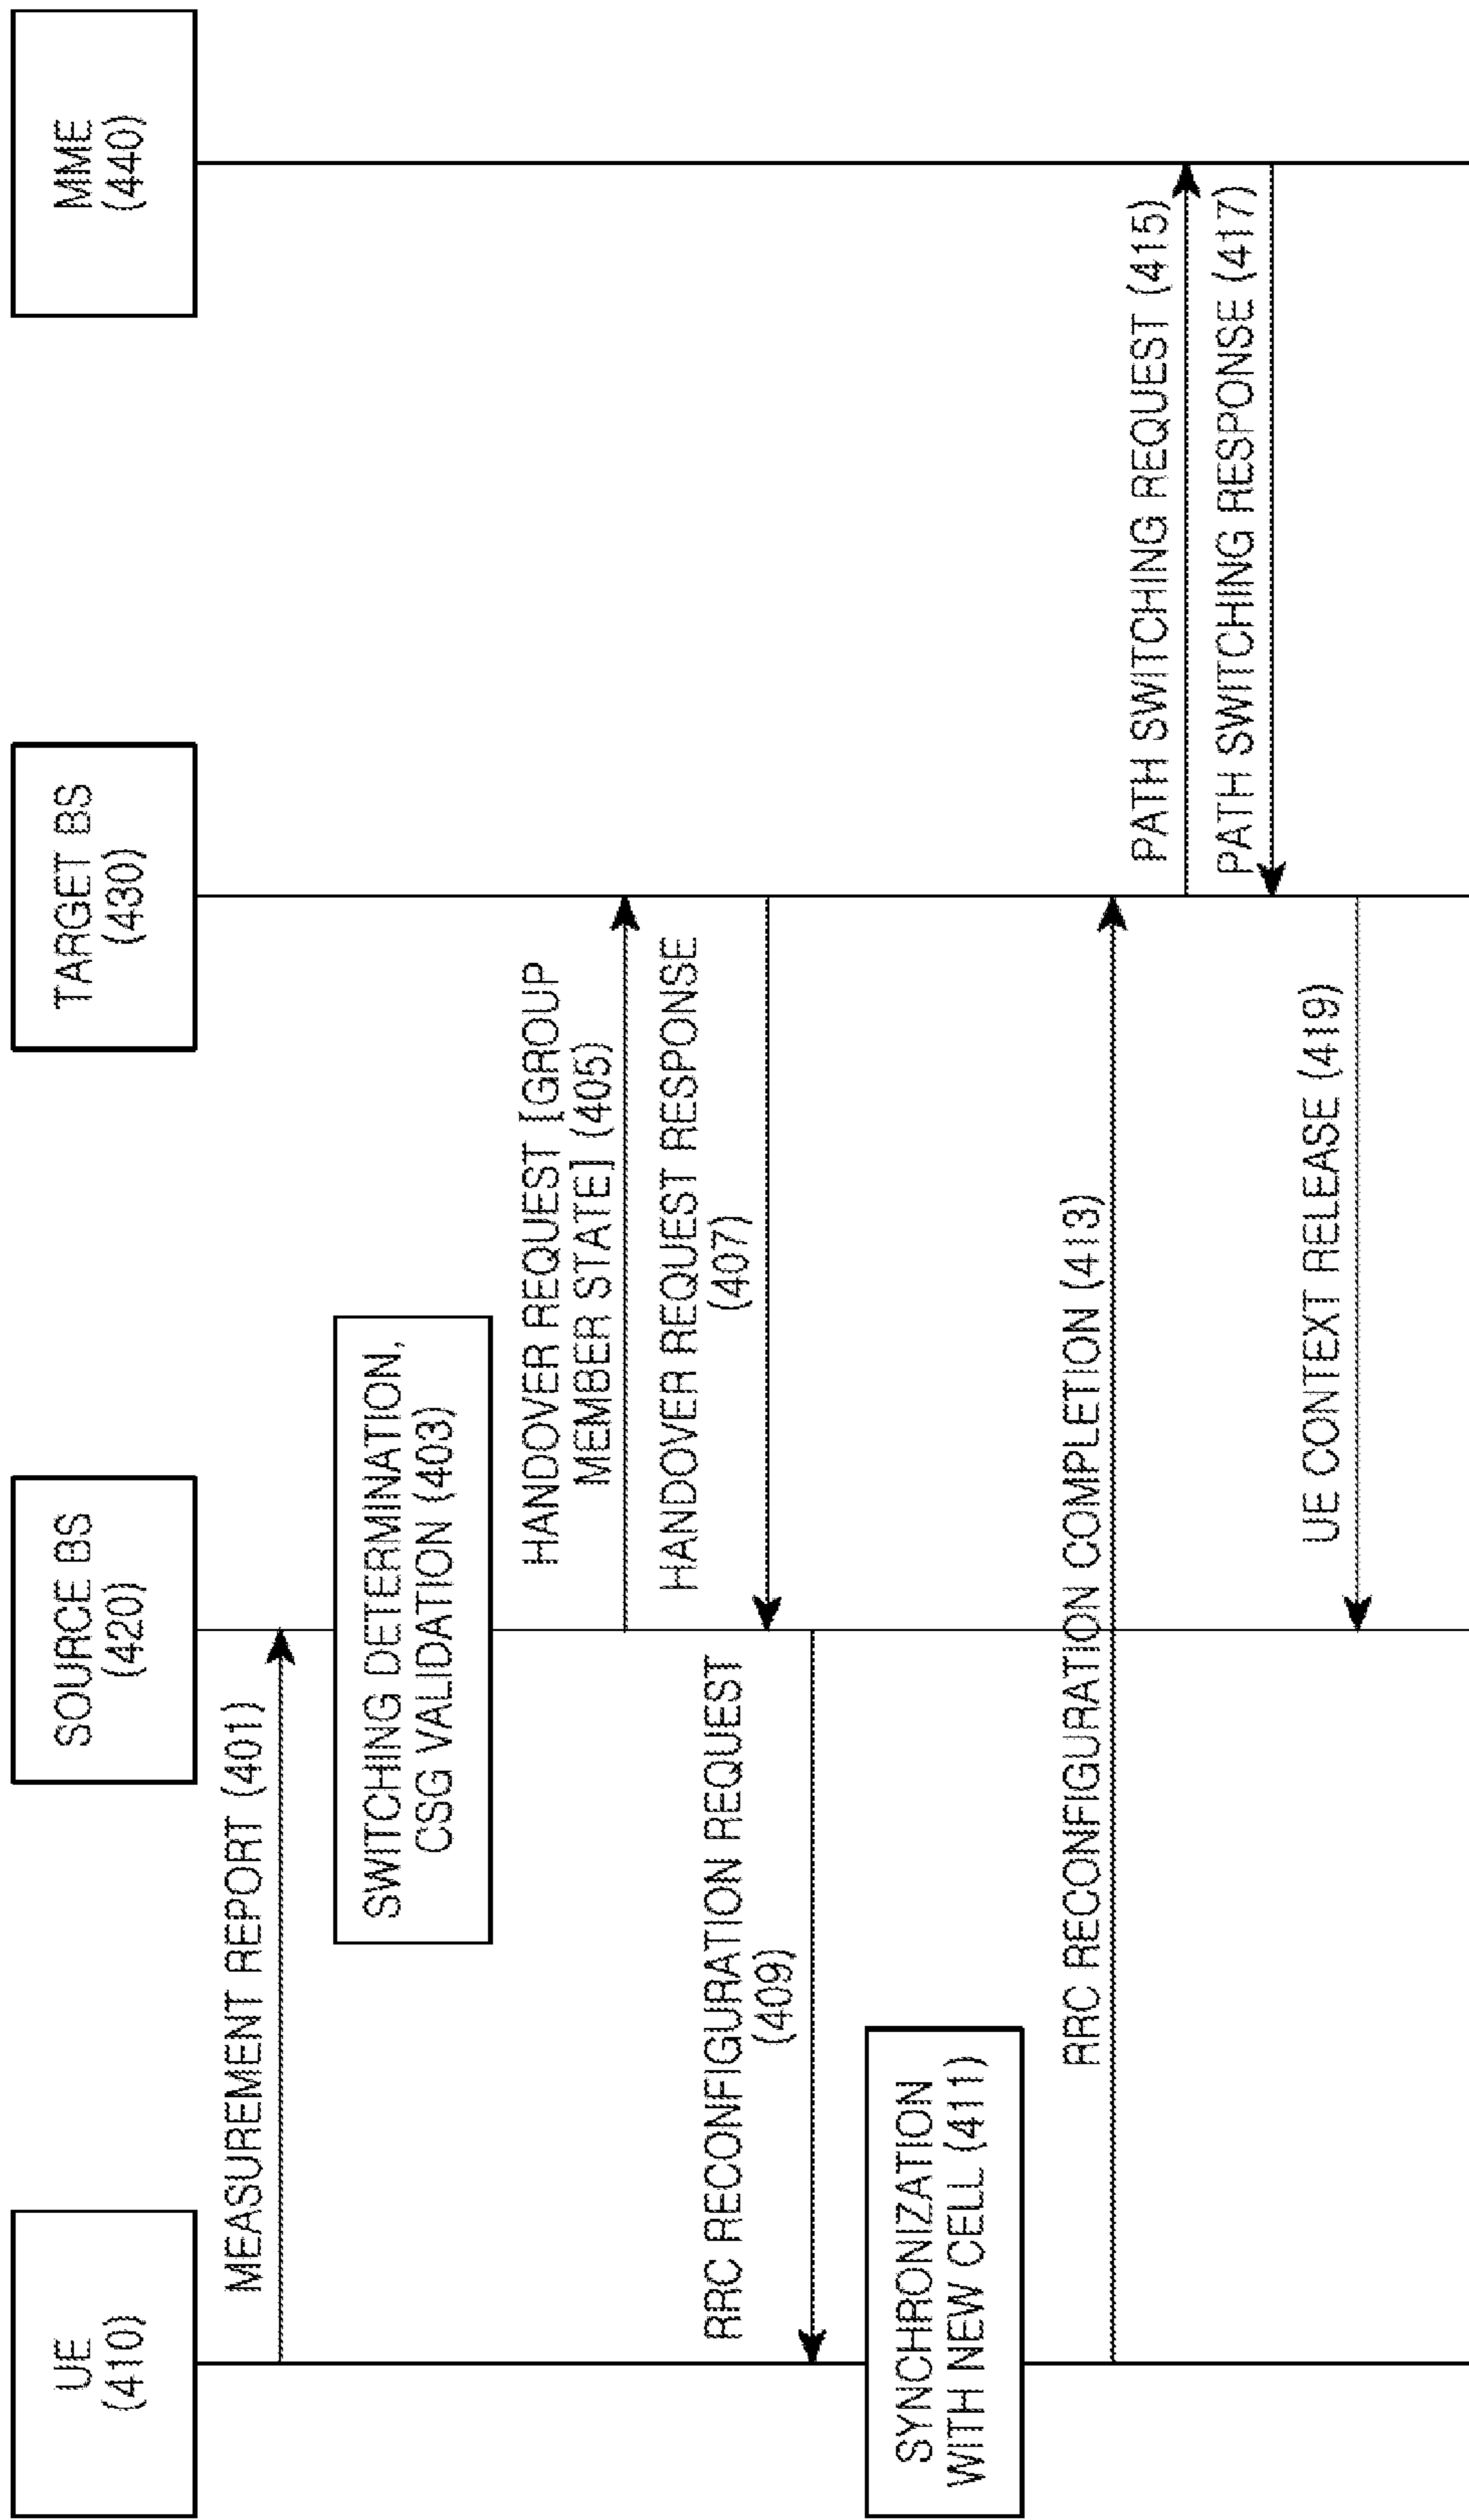 UE
(410)
SOURCE BS
(420)
TARGET BS
(430)
MME
(440)
MEASUREMENT REPORT (401)
SWITCHING DETERMINATION,
CSG VALIDATION (403)
HANDOVER REQUEST [GROUP
MEMBER STATE] (405)
HANDOVER REQUEST RESPONSE
(407)
RRC RECONFIGURATION REQUEST
(409)
SYNCHRONIZATION
WITH NEW CELL (411)
RRC RECONFIGURATION COMPLETION (413)
PATH SWITCHING REQUEST (415)
PATH SWITCHING RESPONSE (417)
UE CONTEXT RELEASE (419)